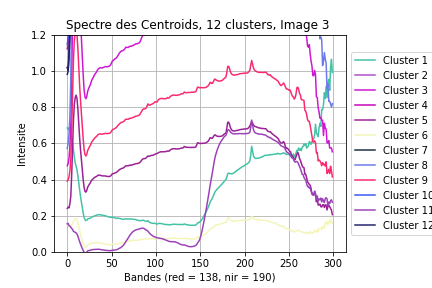 Spectre des Centroids, 12 clusters, Image 3
Intensite
1.2
1.0
0.8
0.6
0.4
0.2
0.0
0 50 100 150 200 250 300
Bandes (red = 138, nir = 190)
Cluster 1
Cluster 2
Cluster 3
Cluster 4
Cluster 5
Cluster 6
Cluster 7
Cluster 8
Cluster 9
Cluster 10
Cluster 11
Cluster 12